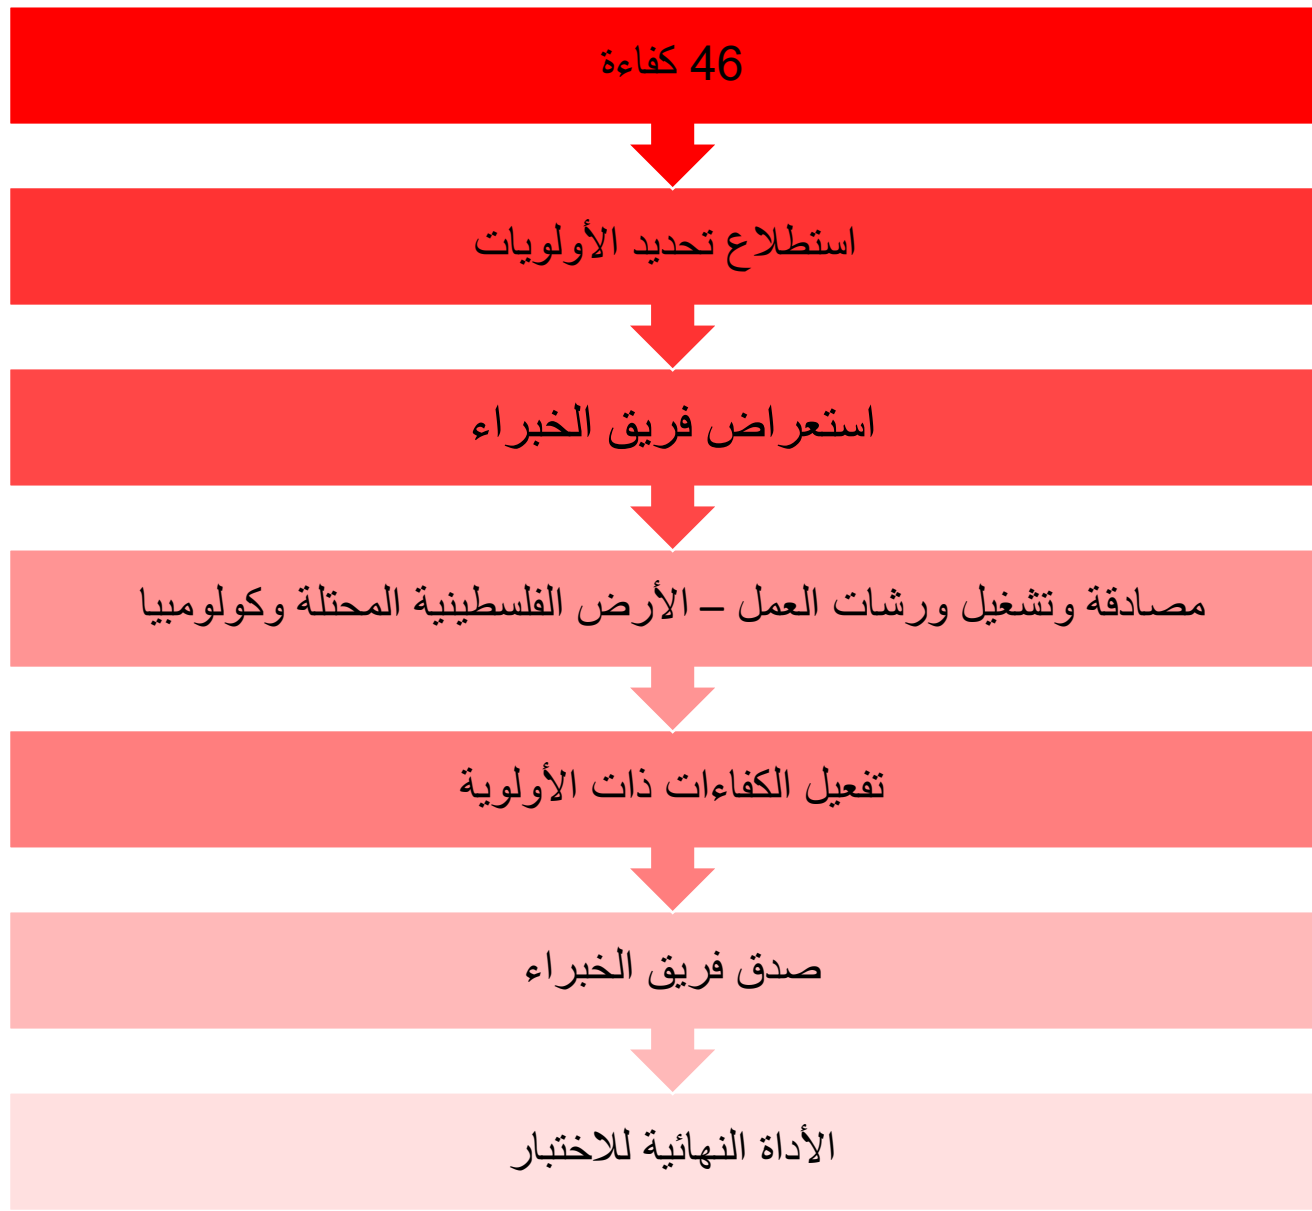 46 كفاءة
استطلاع تحديد الأولويات
استعراض فريق الخبراء
مصادقة وتشغيل ورشات العمل – الأرض الفلسطينية المحتلة وكولومبيا
تفعيل الكفاءات ذات الأولوية
صدق فريق الخبراء
الأداة النهائية للاختبار